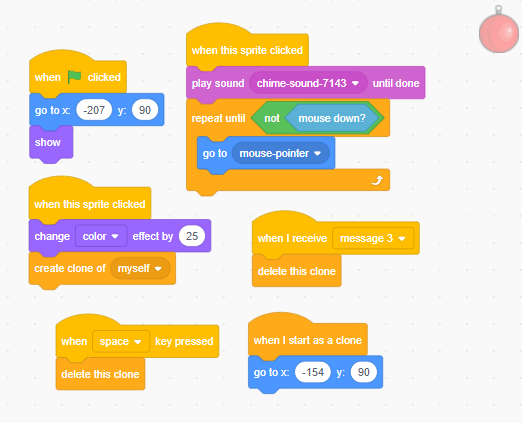 when clicked
go to x: -207 y: 90
show
when this sprite clicked
play sound chime-sound-7143 until done
repeat until not mouse down?
go to mouse-pointer
when this sprite clicked
change color effect by 25
create clone of myself
when I receive message 3
delete this clone
when space key pressed
delete this clone
when I start as a clone
go to x: -154 y: 90